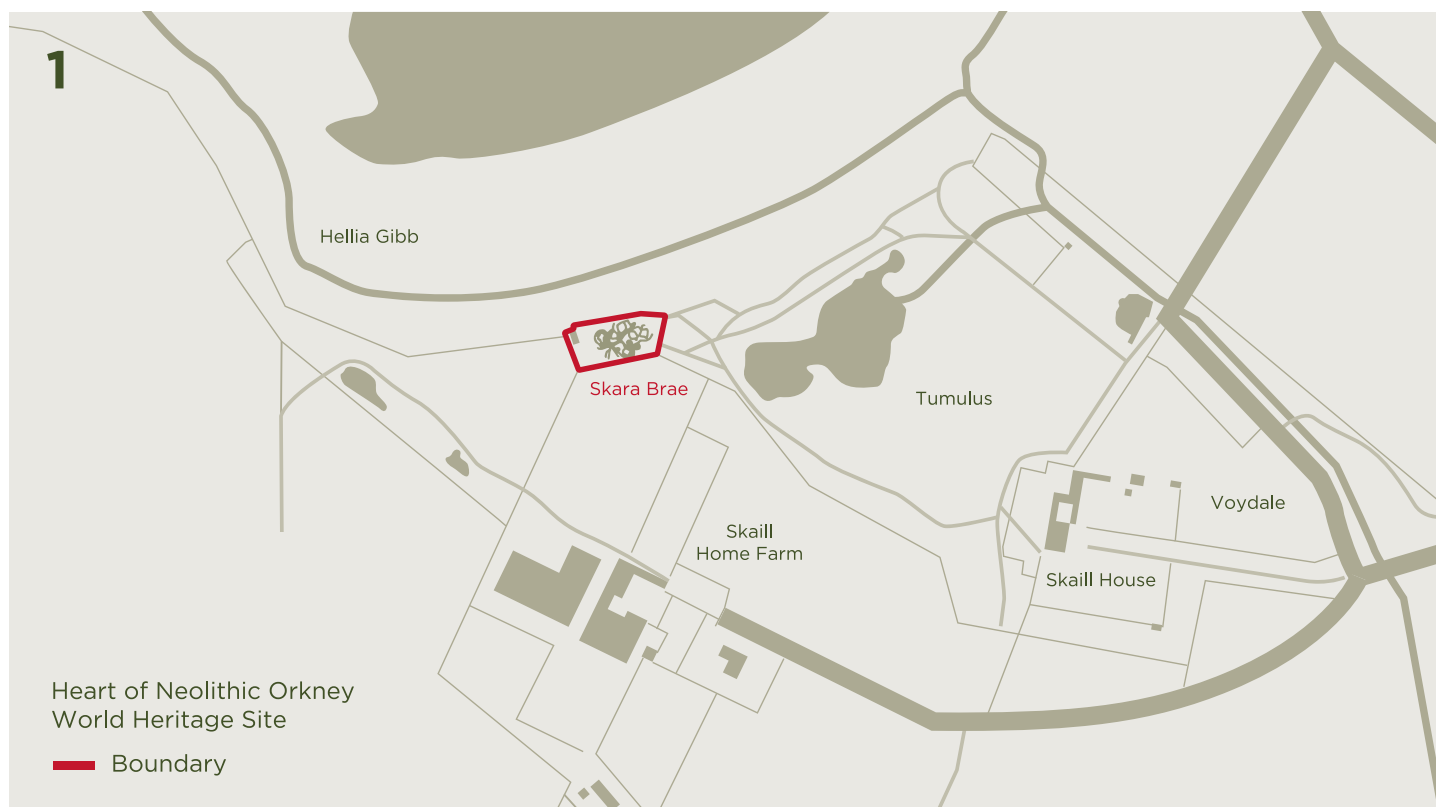 1
Hellia Gibb
Skara Brae
Tumulus
Voydale
Skaill
Home Farm
Skaill House
Heart of Neolithic Orkney
World Heritage Site
Boundary